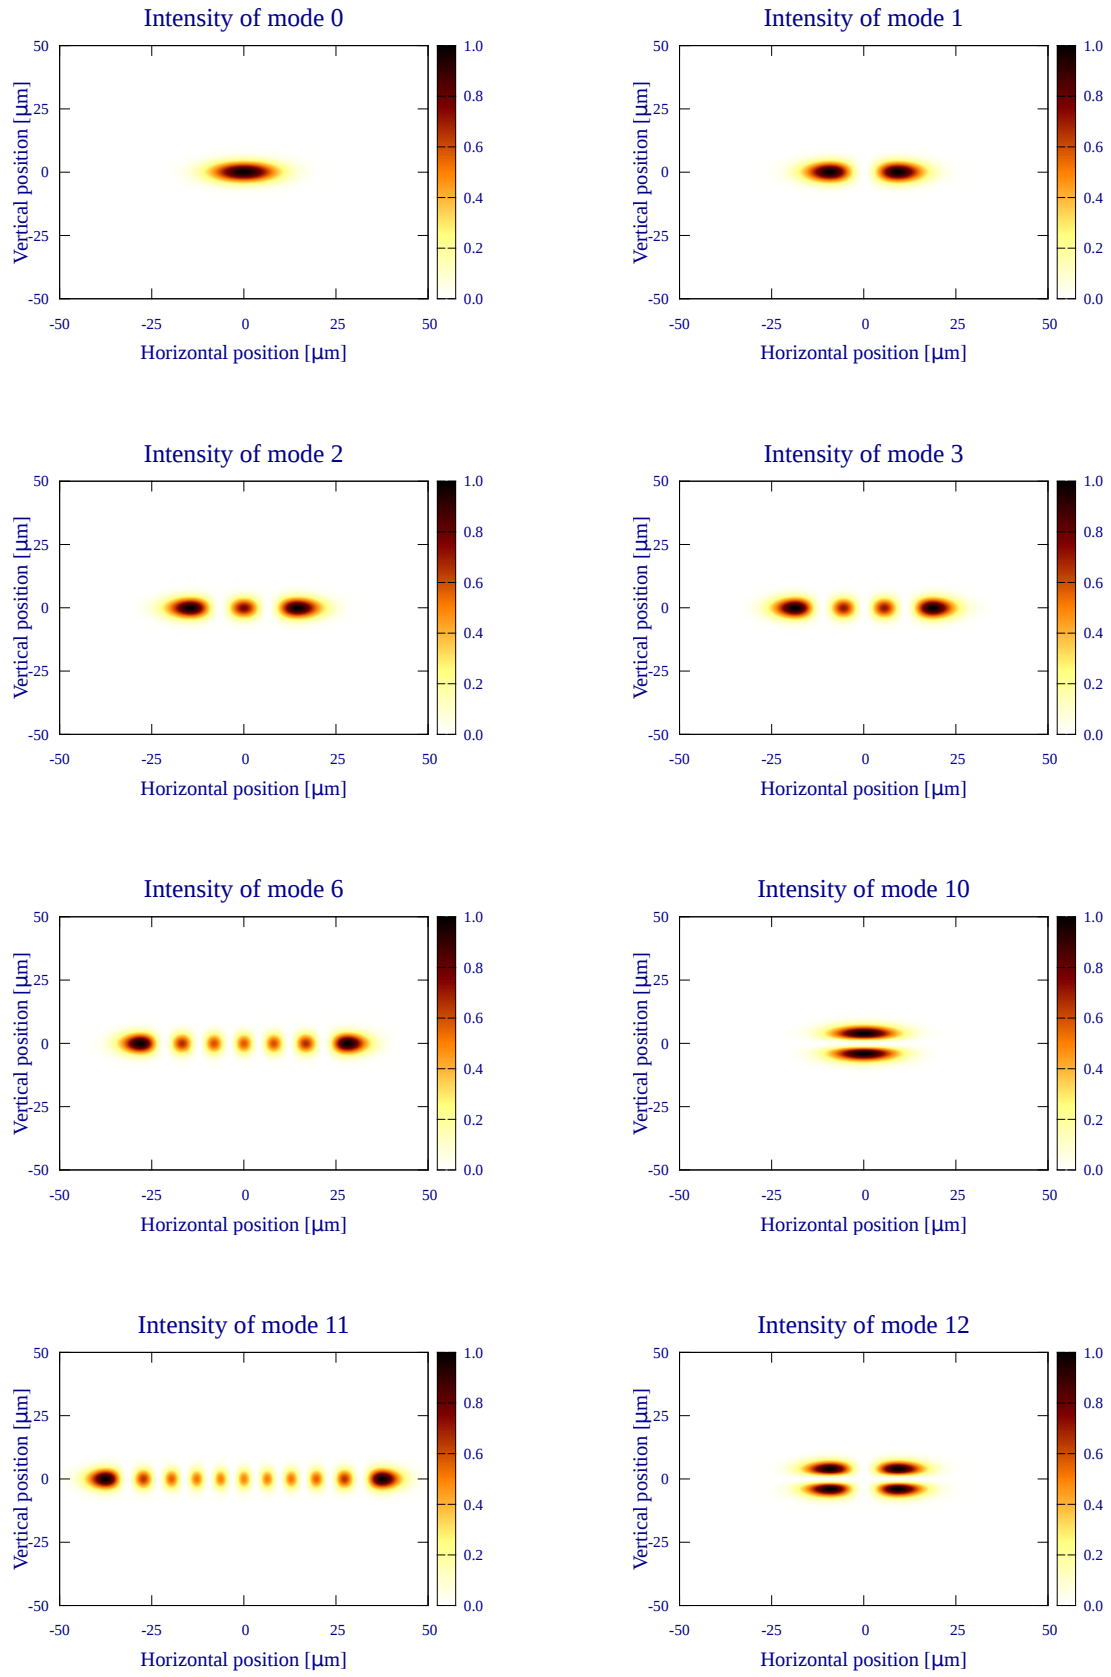 Intensity of mode 0
Intensity of mode 1
50
25
0
-25
-50
Vertical position [μm]
-50 -25 0 25 50
Horizontal position [μm]
1.0
0.8
0.6
0.4
0.2
0.0
50
25
0
-25
-50
Vertical position [μm]
-50 -25 0 25 50
Horizontal position [μm]
1.0
0.8
0.6
0.4
0.2
0.0
Intensity of mode 2
Intensity of mode 3
50
25
0
-25
-50
Vertical position [μm]
-50 -25 0 25 50
Horizontal position [μm]
1.0
0.8
0.6
0.4
0.2
0.0
50
25
0
-25
-50
Vertical position [μm]
-50 -25 0 25 50
Horizontal position [μm]
1.0
0.8
0.6
0.4
0.2
0.0
Intensity of mode 6
Intensity of mode 10
50
25
0
-25
-50
Vertical position [μm]
-50 -25 0 25 50
Horizontal position [μm]
1.0
0.8
0.6
0.4
0.2
0.0
50
25
0
-25
-50
Vertical position [μm]
-50 -25 0 25 50
Horizontal position [μm]
1.0
0.8
0.6
0.4
0.2
0.0
Intensity of mode 11
Intensity of mode 12
50
25
0
-25
-50
Vertical position [μm]
-50 -25 0 25 50
Horizontal position [μm]
1.0
0.8
0.6
0.4
0.2
0.0
50
25
0
-25
-50
Vertical position [μm]
-50 -25 0 25 50
Horizontal position [μm]
1.0
0.8
0.6
0.4
0.2
0.0